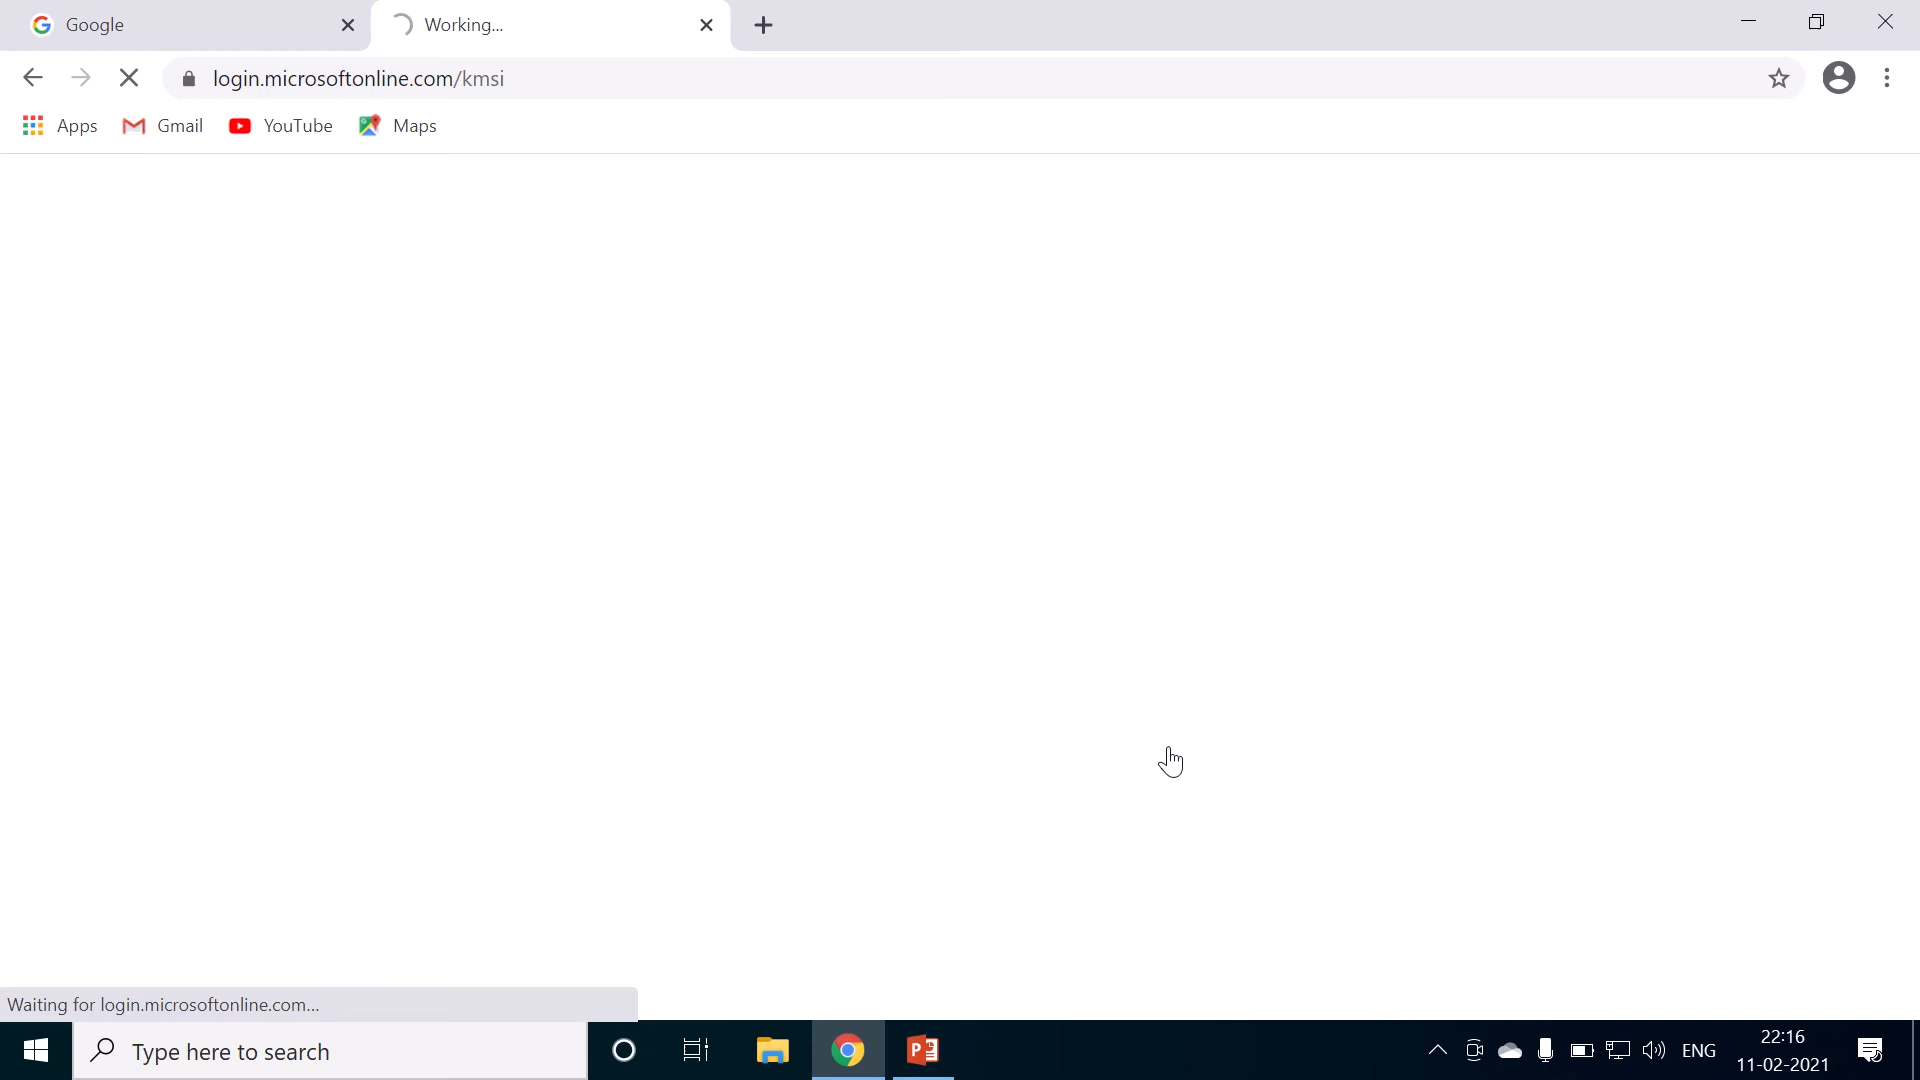 Google
Working...
login.microsoftonline.com/kmsi
Apps
Gmail
YouTube
Maps
Waiting for login.microsoftonline.com...
Type here to search
ENG
22:16
11-02-2021